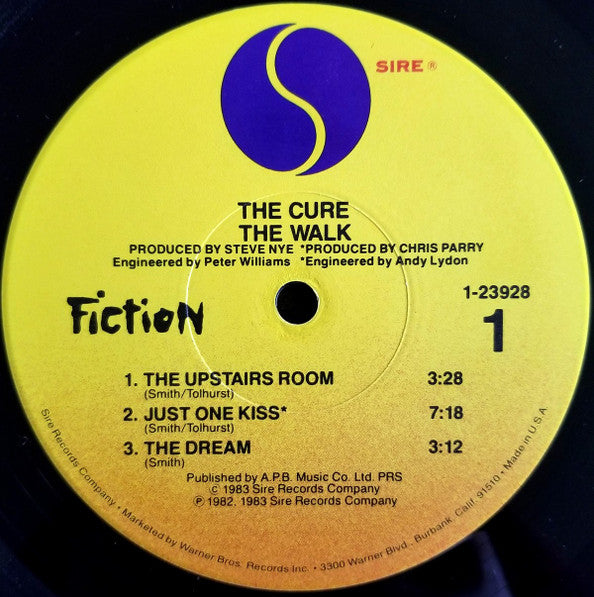 SIRE ®
THE CURE
THE WALK
PRODUCED BY STEVE NYE *PRODUCED BY CHRIS PARRY
Engineered by Peter Williams *Engineered by Andy Lydon
FictioN
1-23928
1
1. THE UPSTAIRS ROOM 3:28
(Smith/Tolhurst)
2. JUST ONE KISS* 7:18
(Smith/Tolhurst)
3. THE DREAM 3:12
(Smith)
Published by A.P.B. Music Co. Ltd. PRS
© 1983 Sire Records Company
℗ 1982, 1983 Sire Records Company
Sire Records Company • Marketed by Warner Bros. Records Inc. • 3300 Warner Blvd., Burbank, Calif. 91510 • Made in U.S.A.